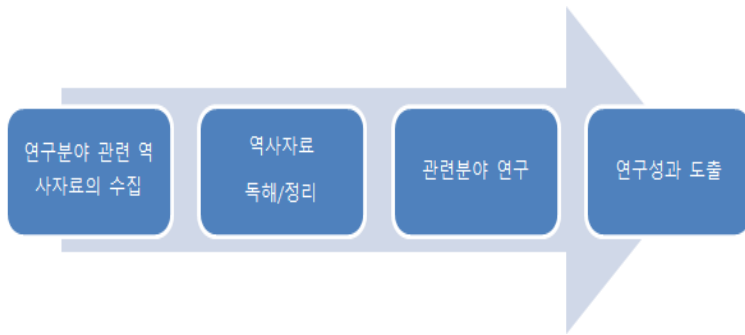 연구분야 관련 역
사자료의 수집
역사자료
독해/정리
관련분야 연구
연구성과 도출